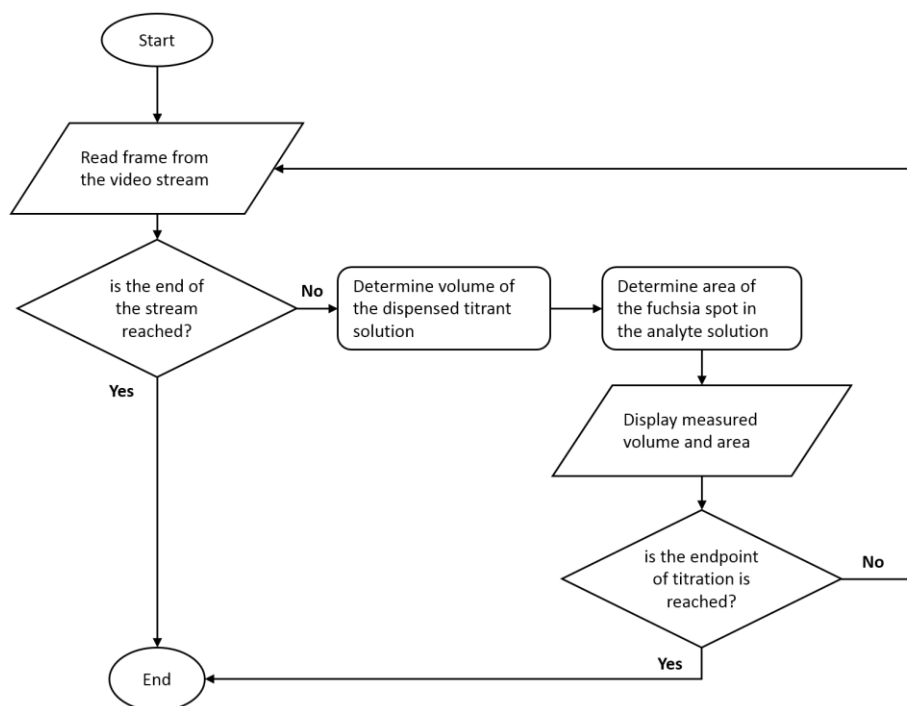 Start
Read frame from
the video stream
is the end of
the stream
reached?
No
Determine volume of
the dispensed titrant
solution
Determine area of
the fuchsia spot in
the analyte solution
Yes
Display measured
volume and area
is the endpoint
of titration is
reached?
No
Yes
End